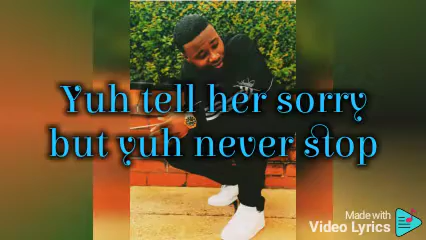 Yuh tell her sorry
but yuh never stop
Made with
Video Lyrics